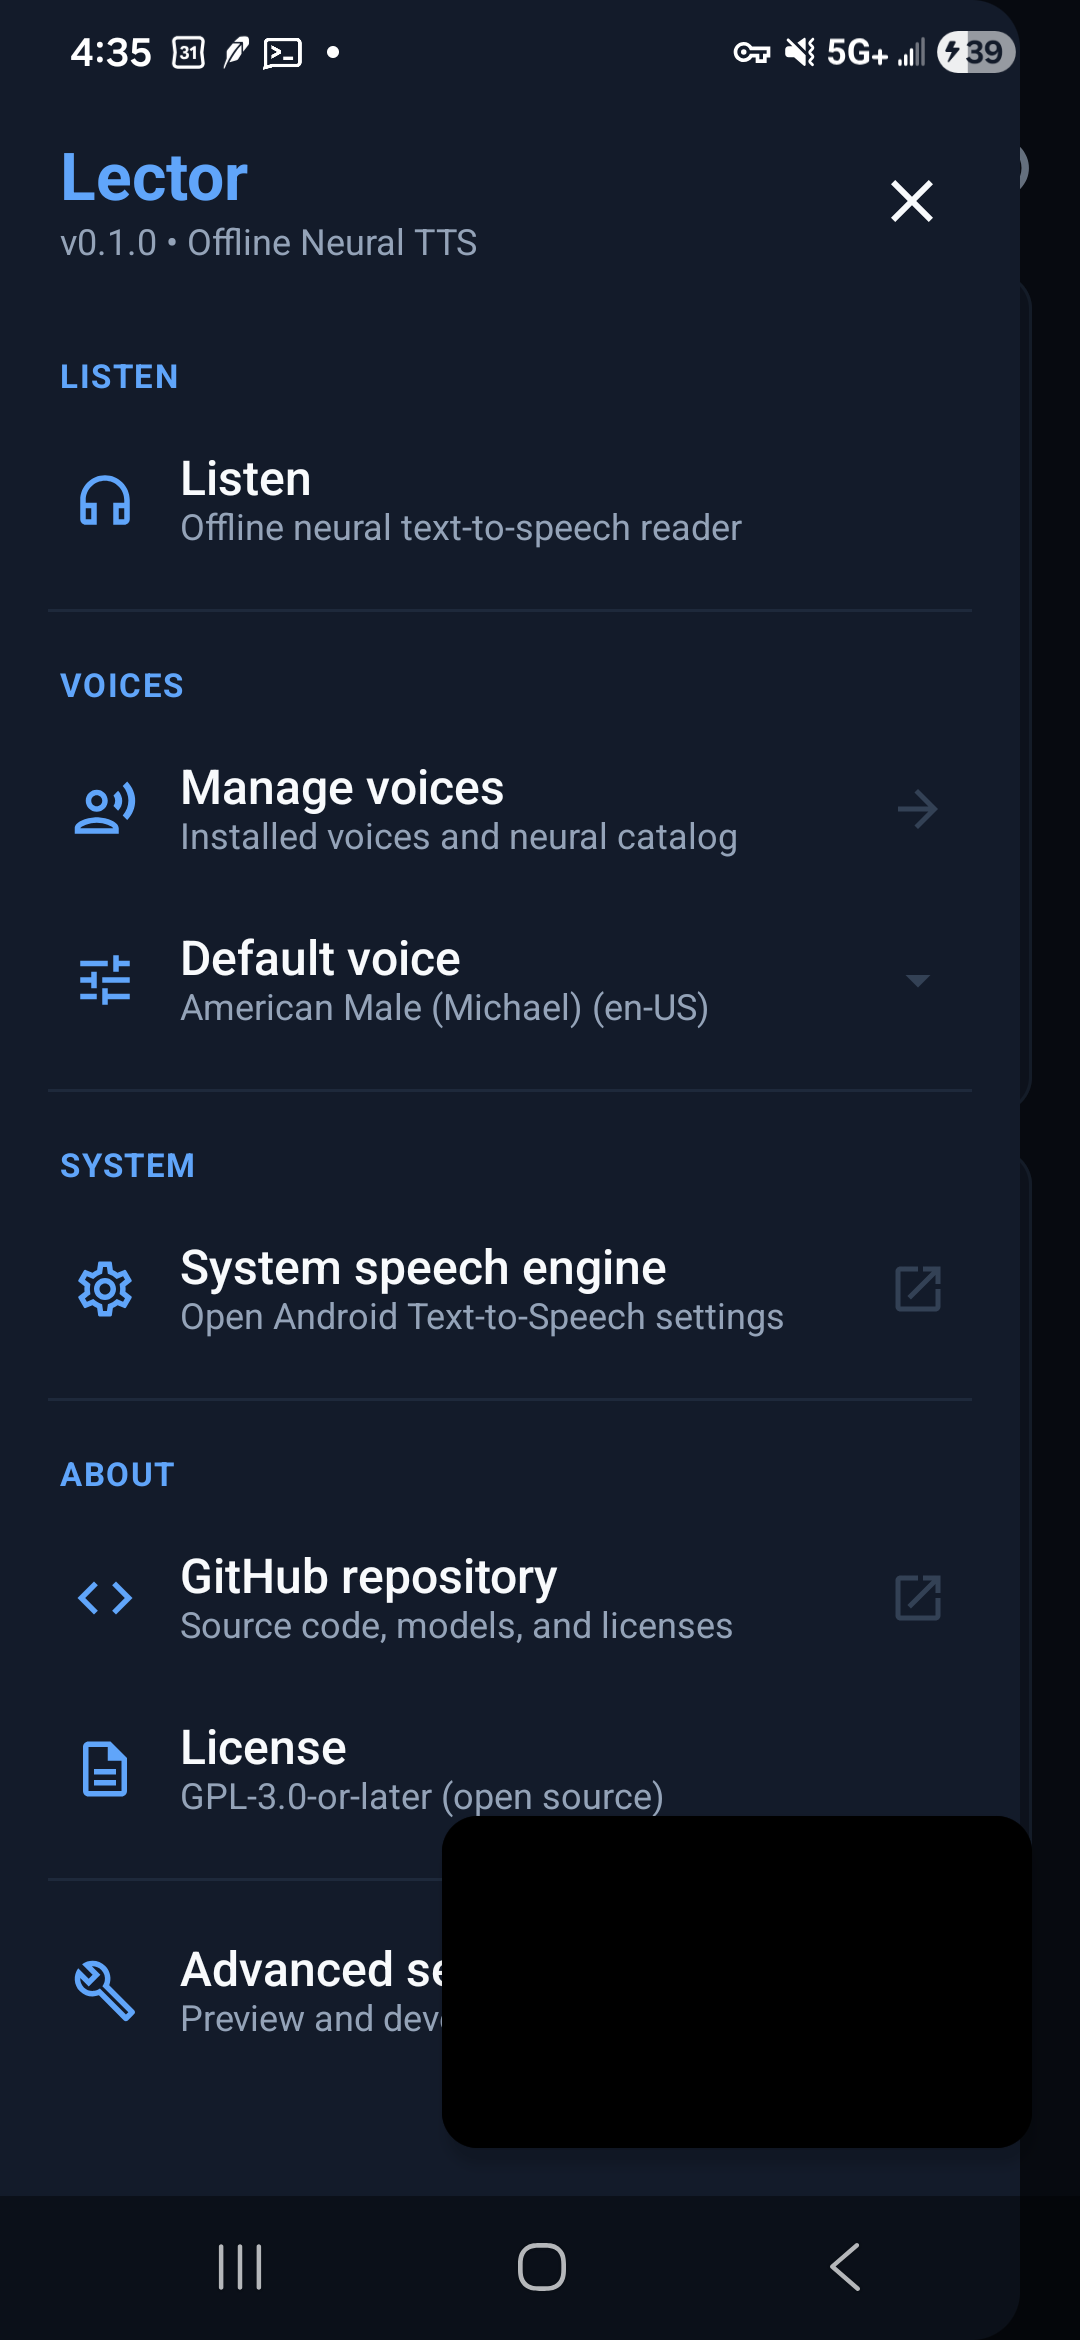 4:35 31 5G+ 39
Lector
v0.1.0 • Offline Neural TTS
LISTEN
Listen
Offline neural text-to-speech reader
VOICES
Manage voices
Installed voices and neural catalog
Default voice
American Male (Michael) (en-US)
SYSTEM
System speech engine
Open Android Text-to-Speech settings
ABOUT
GitHub repository
Source code, models, and licenses
License
GPL-3.0-or-later (open source)
Advanced
Preview and